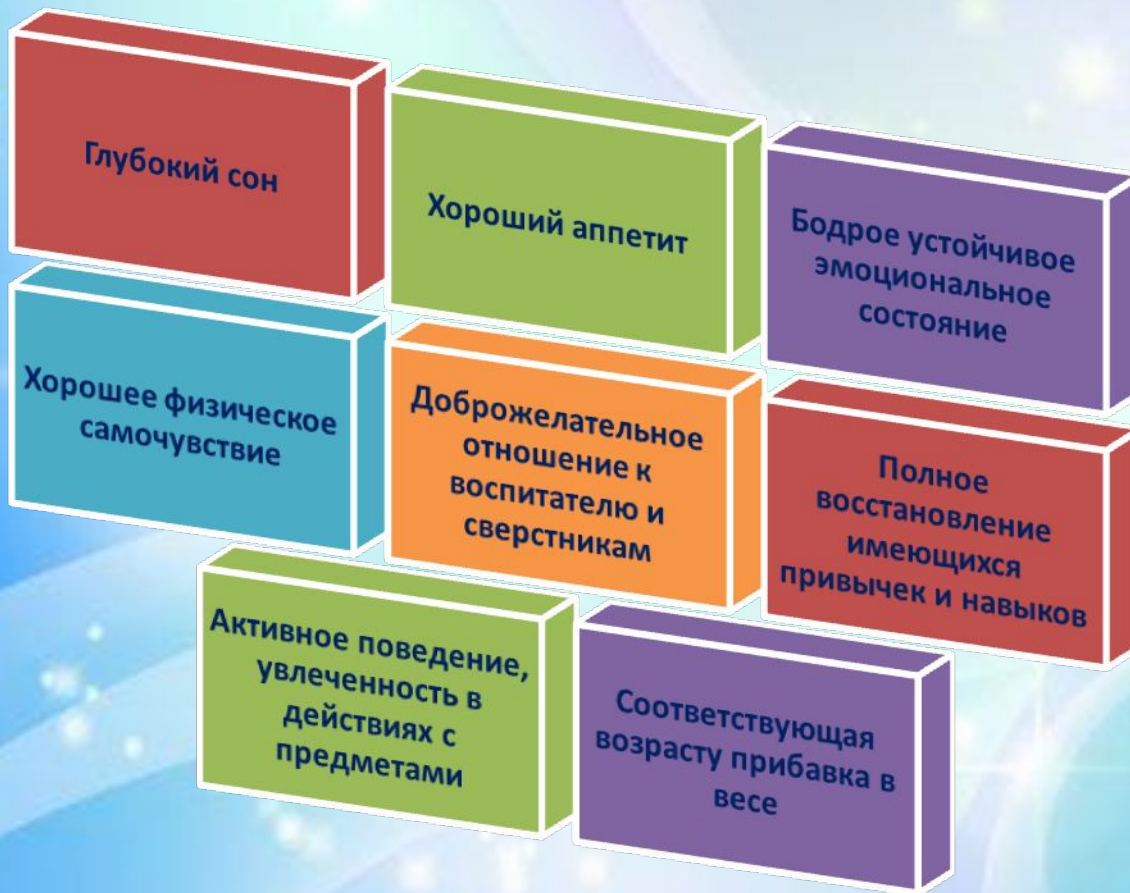 Глубокий сон
Хороший аппетит
Бодрое устойчивое
эмоциональное
состояние
Хорошее физическое
самочувствие
Доброжелательное
отношение к
воспитателю и
сверстникам
Полное
восстановление
имеющихся
привычек и навыков
Активное поведение,
увлеченность в
действиях с
предметами
Соответствующая
возрасту прибавка в
весе